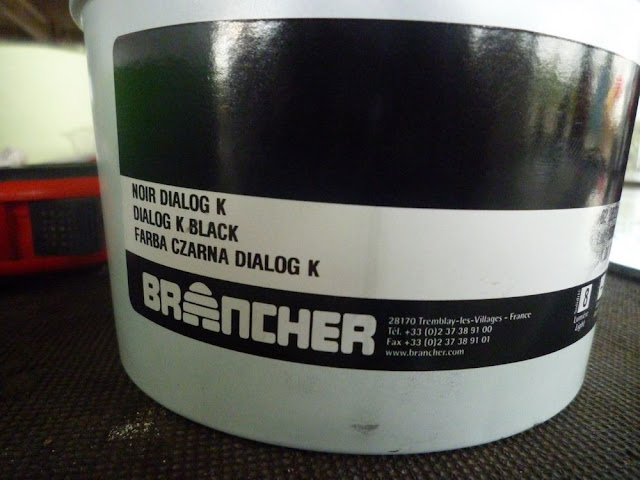 NOIR DIALOG K
DIALOG K BLACK
FARBA CZARNA DIALOG K
BRANCHER
28170 Tremblay-les-Villages - France
Tél. +33 (0)2 37 38 91 00
Fax +33 (0)2 37 38 91 01
www.brancher.com
8